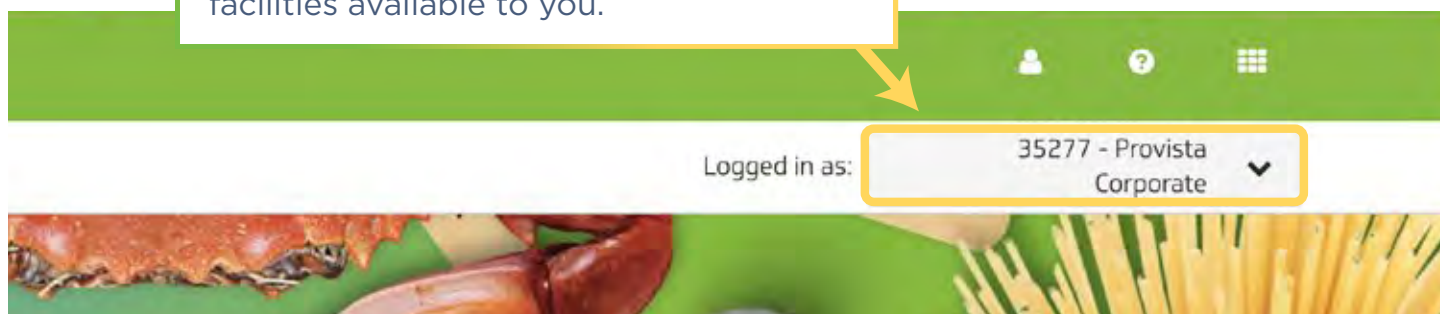 facilities available to you.
Logged in as:
35277 - Provista
Corporate